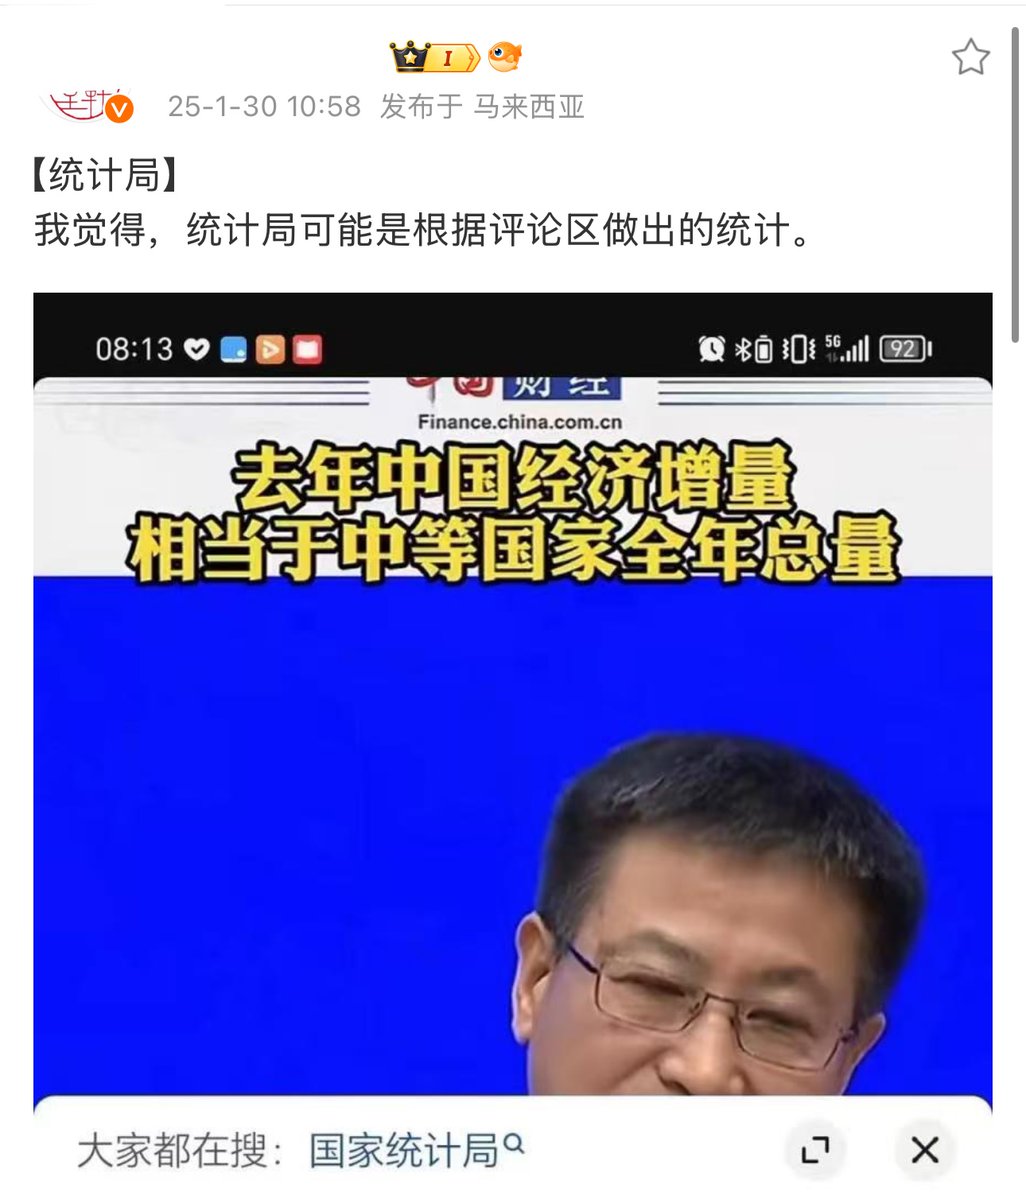 I
25-1-30 10:58 发布于 马来西亚
【统计局】
我觉得，统计局可能是根据评论区做出的统计。
08:13 5G 92
中国财经
Finance.china.com.cn
去年中国经济增量
相当于中等国家全年总量
大家都在搜：国家统计局